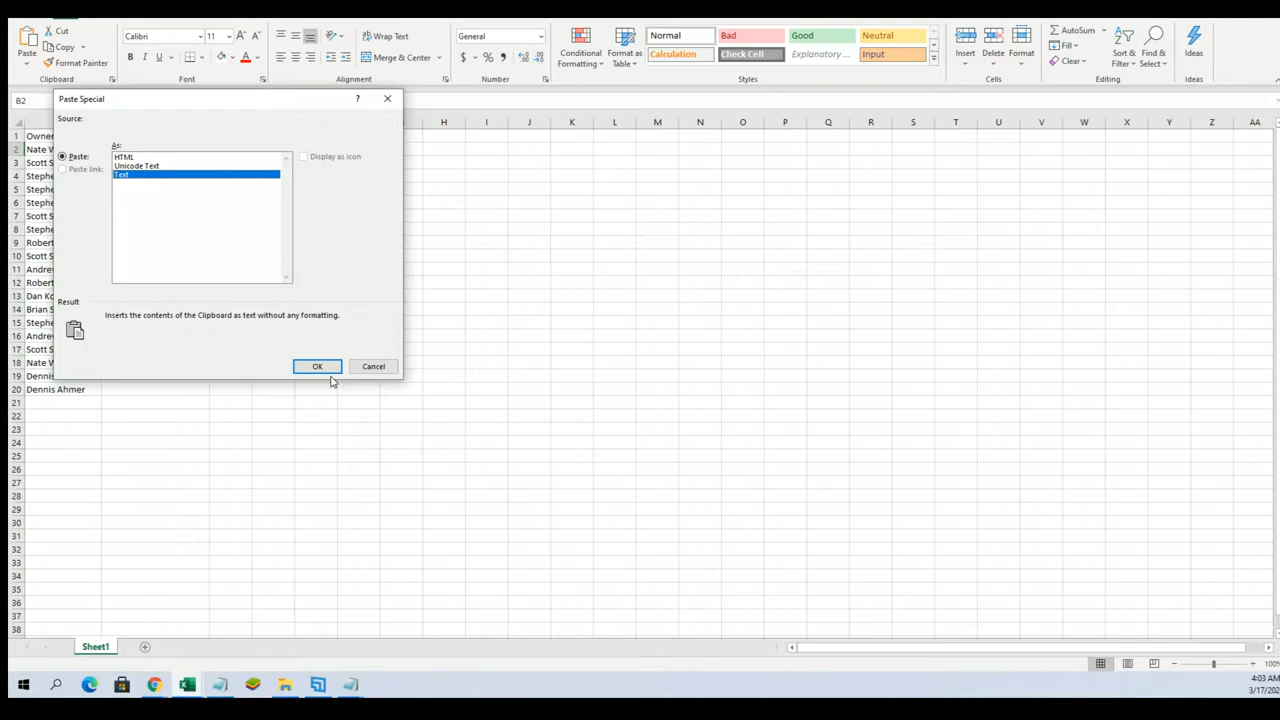 Cut
Copy
Format Painter
Paste
Clipboard
Calibri
11
B I U
Font
Wrap Text
Merge & Center
Alignment
General
$ % ,
Number
Conditional Formatting
Format as Table
Normal
Bad
Good
Neutral
Calculation
Check Cell
Explanatory ...
Input
Styles
Insert
Delete
Format
Cells
AutoSum
Fill
Clear
Sort & Filter
Find & Select
Editing
Ideas
Ideas
B2
Paste Special
? ×
Source:
As:
Paste:
Paste link:
HTML
Unicode Text
Text
Display as icon
Result
Inserts the contents of the Clipboard as text without any formatting.
OK
Cancel
H I J K L M N O P Q R S T U V W X Y Z AA
1 Owner
2 Nate W
3 Scott S
4 Stephe
5 Stephe
6 Stephe
7 Scott S
8 Stephe
9 Robert
10 Scott S
11 Andrew
12 Robert
13 Dan Ko
14 Brian S
15 Stephe
16 Andrew
17 Scott S
18 Nate W
19 Dennis
20 Dennis Ahmer
21
22
23
24
25
26
27
28
29
30
31
32
33
34
35
36
37
38
Sheet1
100%
4:03 AM
3/17/202